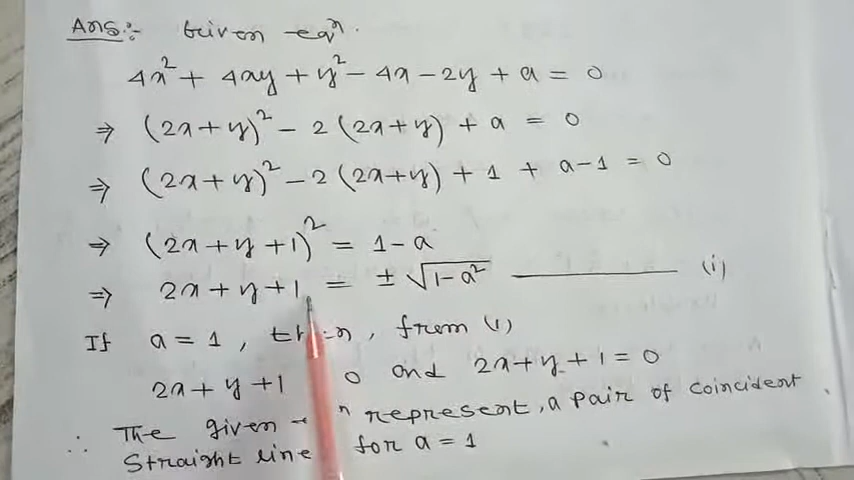 Ans:- Given eqⁿ.
4x² + 4xy + y² - 4x - 2y + a = 0
⇒ (2x + y)² - 2 (2x + y) + a = 0
⇒ (2x + y)² - 2 (2x + y) + 1 + a - 1 = 0
⇒ (2x + y + 1)² = 1 - a
⇒ 2x + y + 1 = ± √1 - a² ——— (i)
If a = 1, from (1)
2x + y + 1 0 and 2x + y + 1 = 0
∴ The given represent, a pair of coincident
Straight line for a = 1